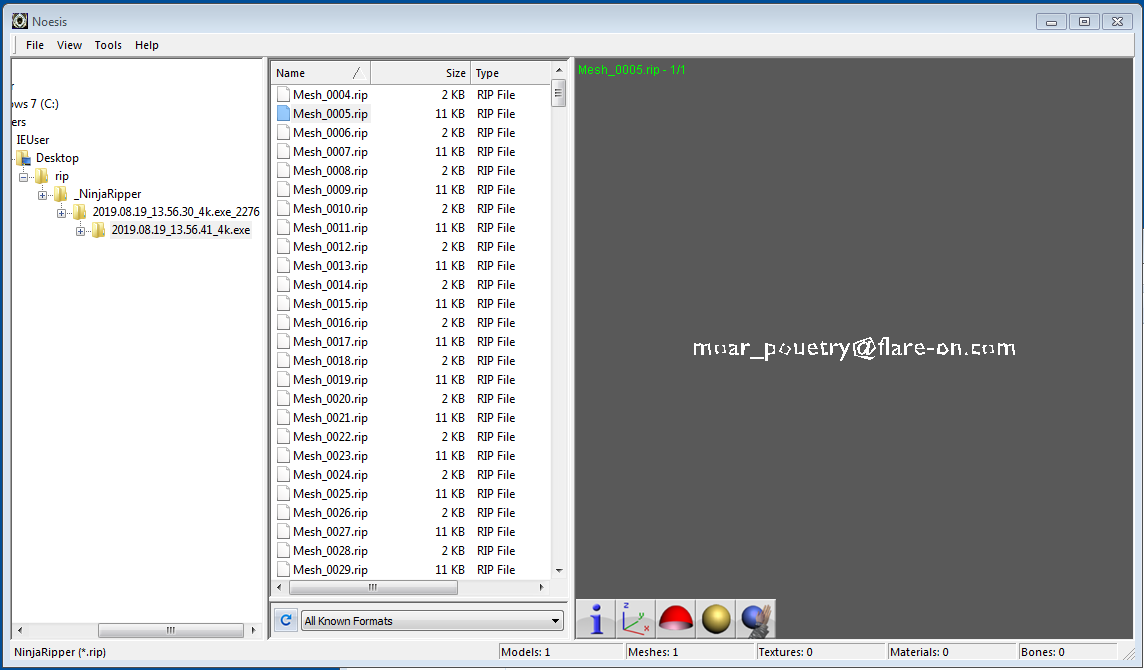 Noesis
File View Tools Help
ows 7 (C:)
ers
IEUser
Desktop
rip
_NinjaRipper
2019.08.19_13.56.30_4k.exe_2276
2019.08.19_13.56.41_4k.exe
Name Size Type
Mesh_0004.rip 2 KB RIP File
Mesh_0005.rip 11 KB RIP File
Mesh_0006.rip 2 KB RIP File
Mesh_0007.rip 11 KB RIP File
Mesh_0008.rip 2 KB RIP File
Mesh_0009.rip 11 KB RIP File
Mesh_0010.rip 2 KB RIP File
Mesh_0011.rip 11 KB RIP File
Mesh_0012.rip 2 KB RIP File
Mesh_0013.rip 11 KB RIP File
Mesh_0014.rip 2 KB RIP File
Mesh_0015.rip 11 KB RIP File
Mesh_0016.rip 2 KB RIP File
Mesh_0017.rip 11 KB RIP File
Mesh_0018.rip 2 KB RIP File
Mesh_0019.rip 11 KB RIP File
Mesh_0020.rip 2 KB RIP File
Mesh_0021.rip 11 KB RIP File
Mesh_0022.rip 2 KB RIP File
Mesh_0023.rip 11 KB RIP File
Mesh_0024.rip 2 KB RIP File
Mesh_0025.rip 11 KB RIP File
Mesh_0026.rip 2 KB RIP File
Mesh_0027.rip 11 KB RIP File
Mesh_0028.rip 2 KB RIP File
Mesh_0029.rip 11 KB RIP File
All Known Formats
Mesh_0005.rip - 1/1
moar_pouetry@flare-on.com
z y x
NinjaRipper (*.rip) Models: 1 Meshes: 1 Textures: 0 Materials: 0 Bones: 0